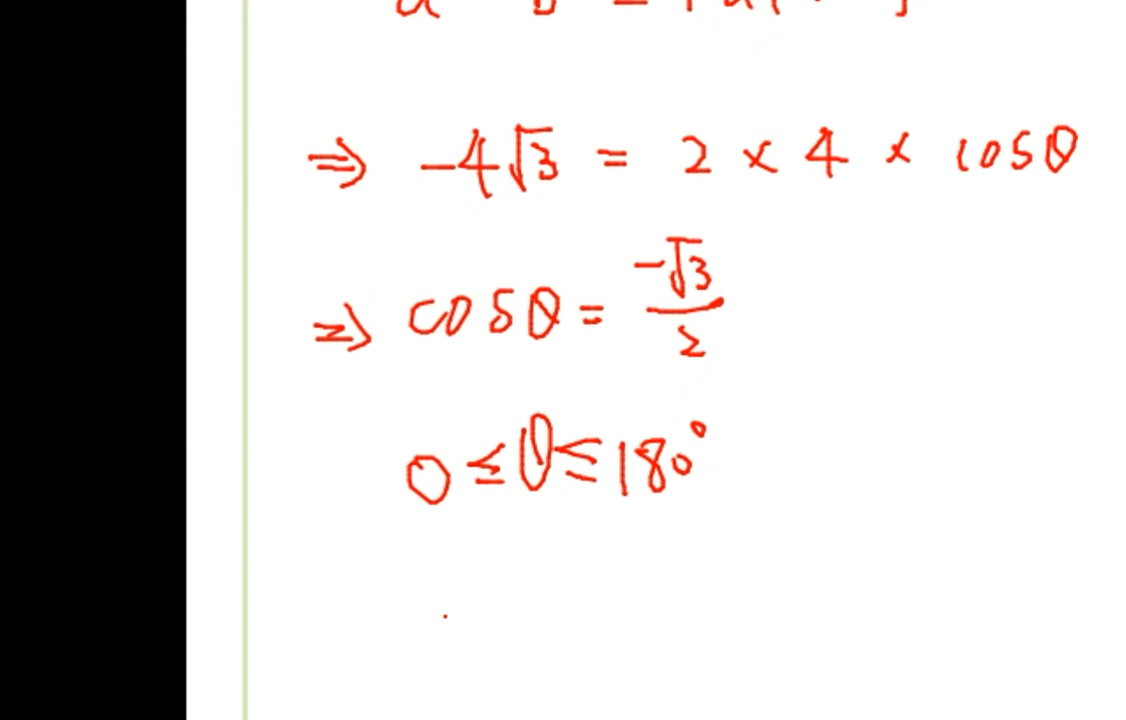 ⇒ -4√3 = 2 × 4 × cosθ
⇒ cosθ = -√3/2
0 ≤ θ ≤ 180°